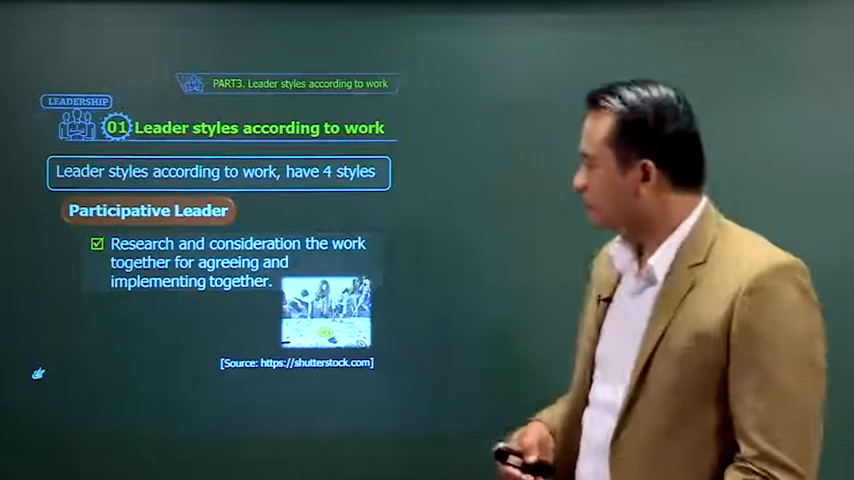 PART3. Leader styles according to work
LEADERSHIP
01 Leader styles according to work
Leader styles according to work, have 4 styles
Participative Leader
Research and consideration the work
together for agreeing and
implementing together.
[Source: https://shutterstock.com]